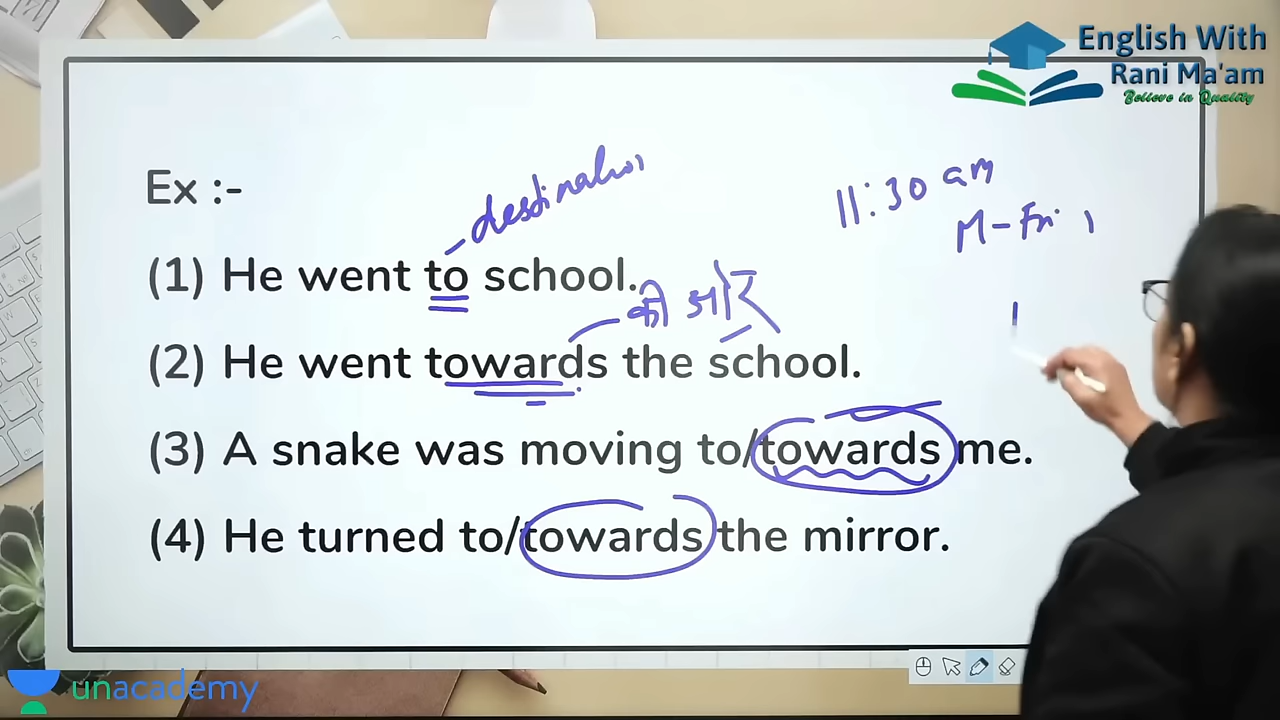 English With
Rani Ma'am
Believe in Quality
Ex :-
destination
11:30 am
M-Fri
(1) He went to school.
की ओर
(2) He went towards the school.
(3) A snake was moving to/towards me.
(4) He turned to/towards the mirror.
unacademy